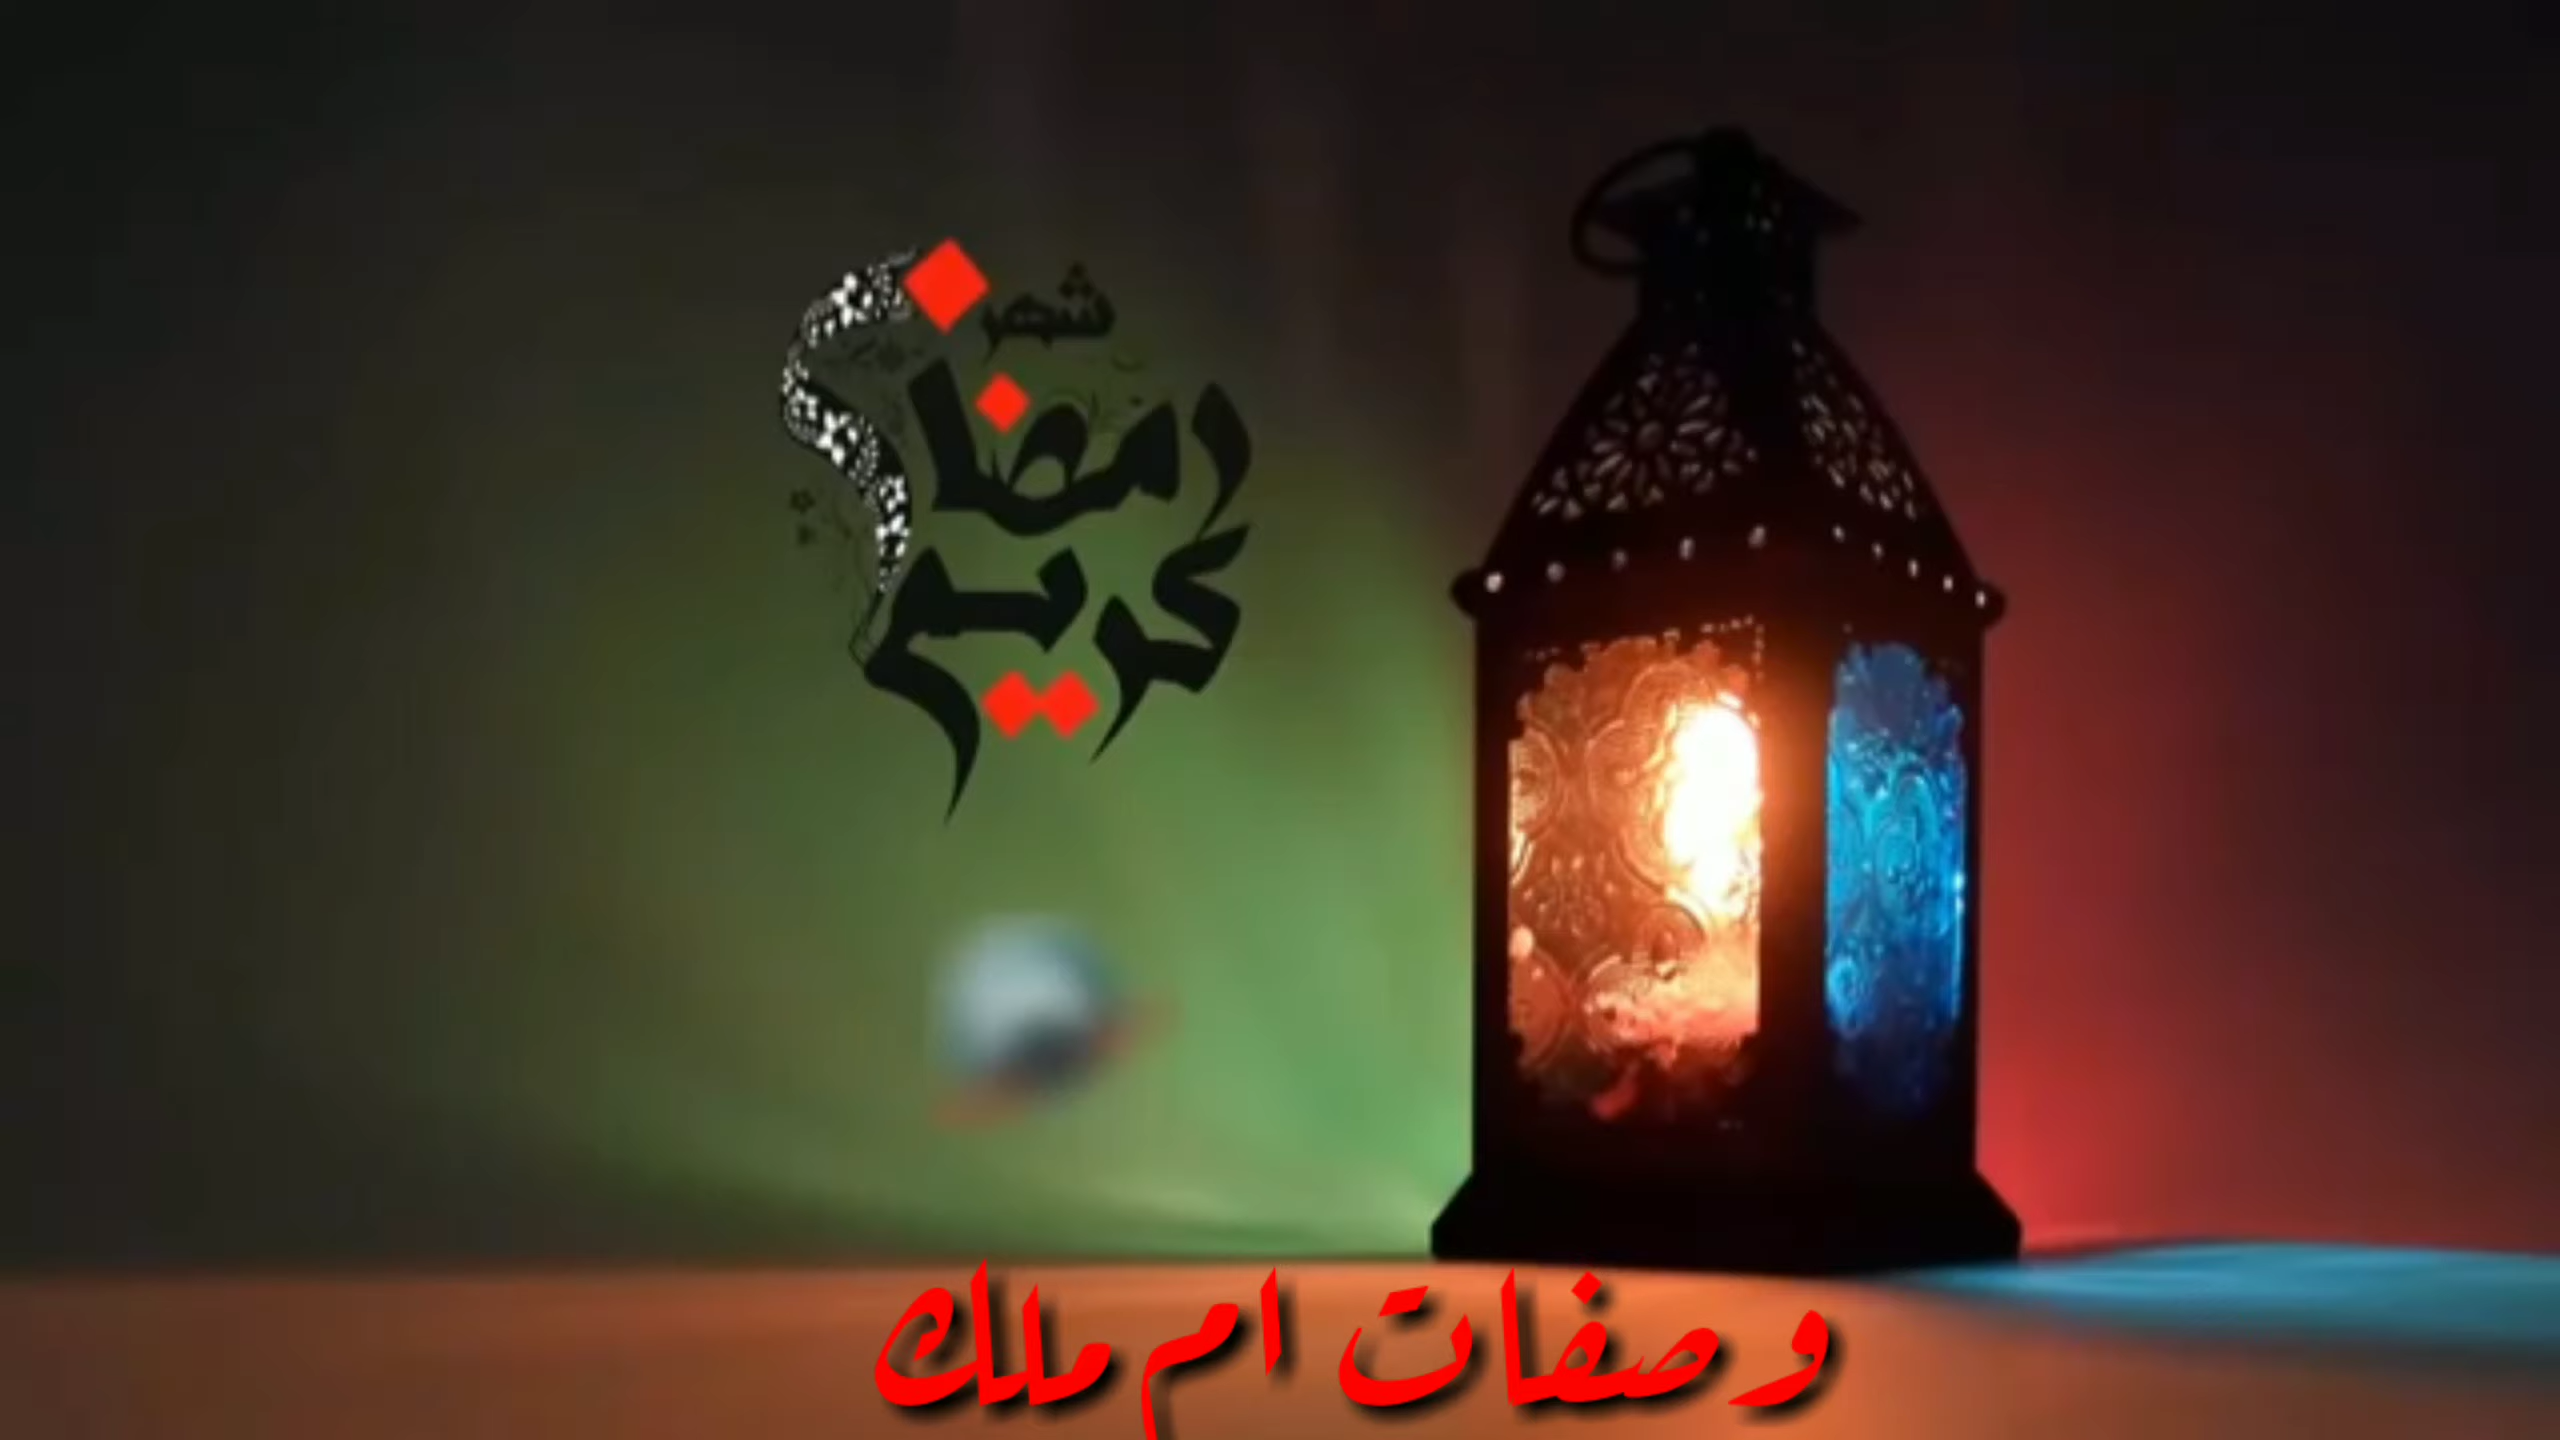 شهر
رمضان
كريم
وصفات ام ملك